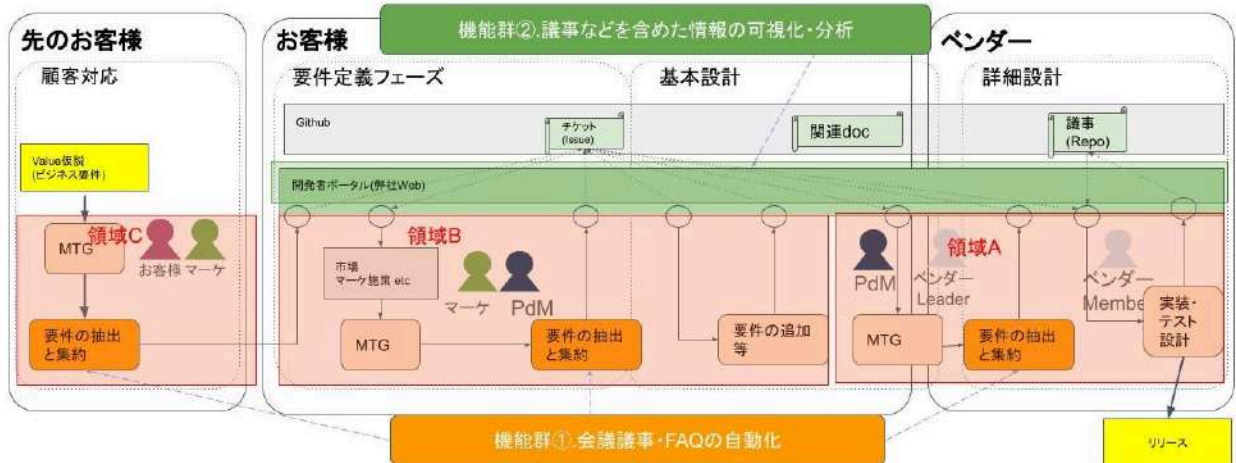 機能群②.議事などを含めた情報の可視化・分析
先のお客様
お客様
ベンダー
顧客対応
要件定義フェーズ
基本設計
詳細設計
Github
チケット
(Issue)
関連doc
議事
(Repo)
Value仮説
(ビジネス要件)
開発者ポータル(弊社Web)
領域C
MTG
お客様
マーケ
要件の抽出
と集約
領域B
市場
マーケ施策 etc
マーケ
PdM
MTG
要件の抽出
と集約
要件の追加
等
領域A
PdM
ベンダー
Leader
ベンダー
Member
MTG
要件の抽出
と集約
実装・
テスト
設計
機能群①.会議議事・FAQの自動化
リリース